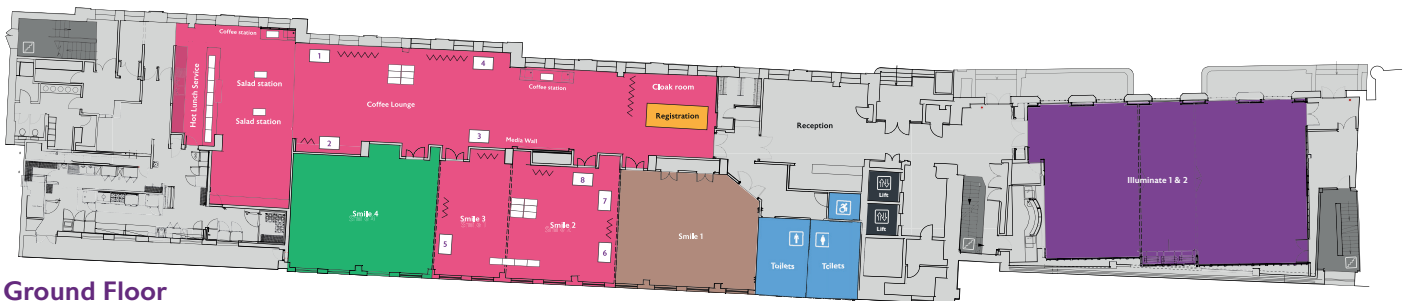 Coffee station
Hot Lunch Service
Salad station
Salad station
1
4
Coffee Lounge
2
3
Coffee station
Media Wall
Cloak room
Registration
Reception
Smile 4
Smile 3
5
8
7
Smile 2
6
Smile 1
Toilets
Toilets
Lift
Lift
Illuminate 1 & 2
Ground Floor